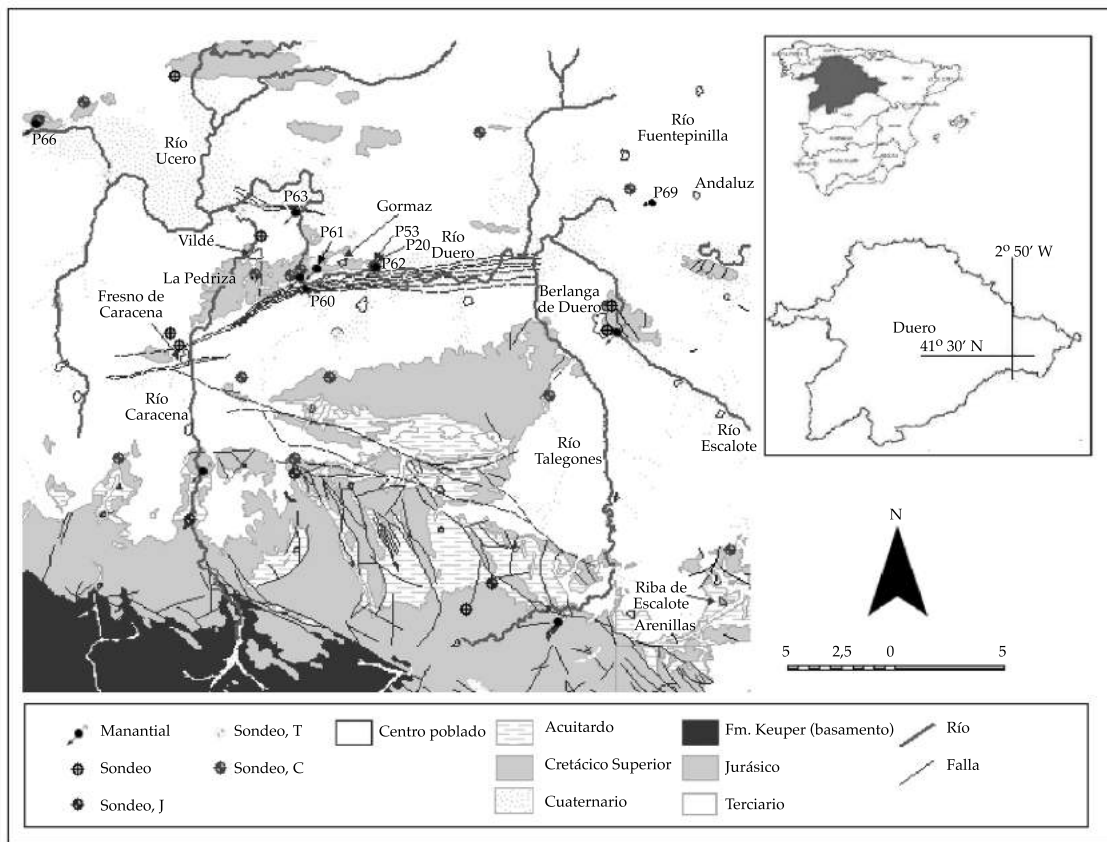 P66
Río
Ucero
Río
Fuentepinilla
P69
Andaluz
P63
Gormaz
Vildé
P61
P53
P20
P62
Río
Duero
La Pedriza
P60
Fresno de
Caracena
Berlanga
de Duero
Río
Caracena
Río
Talegones
Río
Escalote
Riba de
Escalote
Arenillas
2º 50’ W
Duero
41º 30’ N
N
5
2,5
0
5
Manantial
Sondeo
Sondeo, J
Sondeo, T
Sondeo, C
Centro poblado
Acuitardo
Cretácico Superior
Cuaternario
Fm. Keuper (basamento)
Jurásico
Terciario
Río
Falla